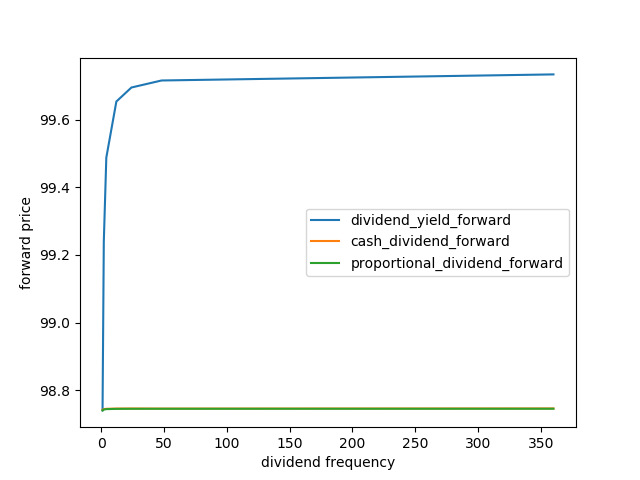 99.6
99.4
99.2
99.0
98.8
forward price
dividend_yield_forward
cash_dividend_forward
proportional_dividend_forward
0 50 100 150 200 250 300 350
dividend frequency